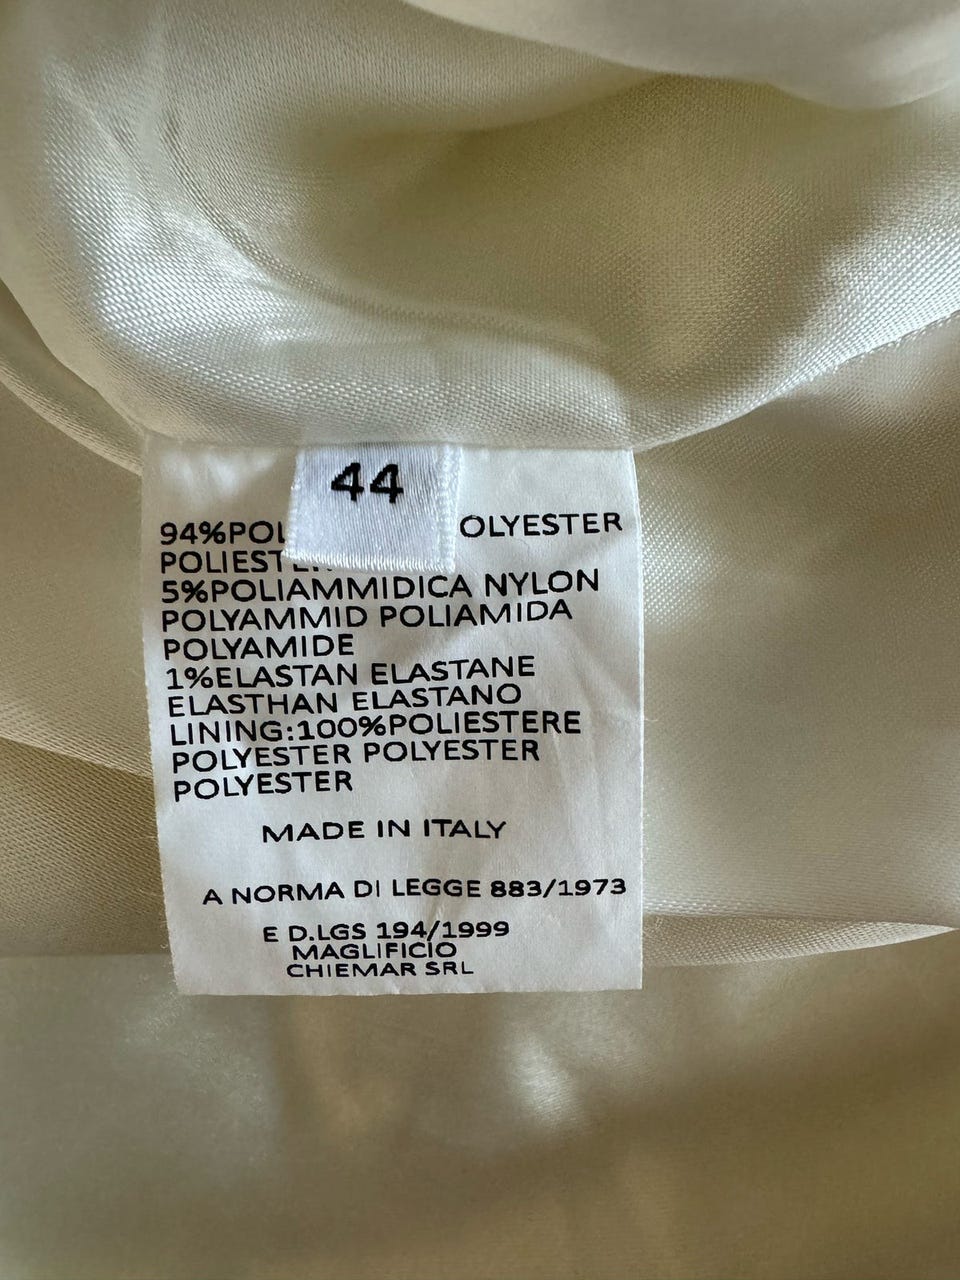 44
94%POL OLYESTER
POLIEST
5%POLIAMMIDICA NYLON
POLYAMMID POLIAMIDA
POLYAMIDE
1%ELASTAN ELASTANE
ELASTHAN ELASTANO
LINING:100%POLIESTERE
POLYESTER POLYESTER
POLYESTER
MADE IN ITALY
A NORMA DI LEGGE 883/1973
E D.LGS 194/1999
MAGLIFICIO
CHIEMAR SRL